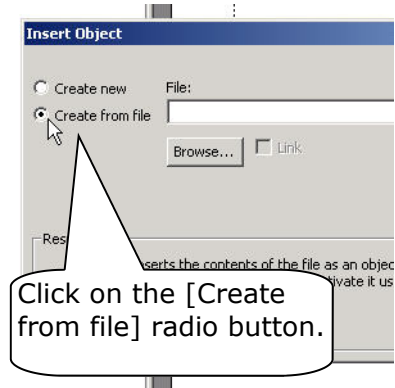 Insert Object
Create new
File:
Create from file
Browse...
Link
Res
serts the contents of the file as an objec
ivate it us
Click on the [Create
from file] radio button.